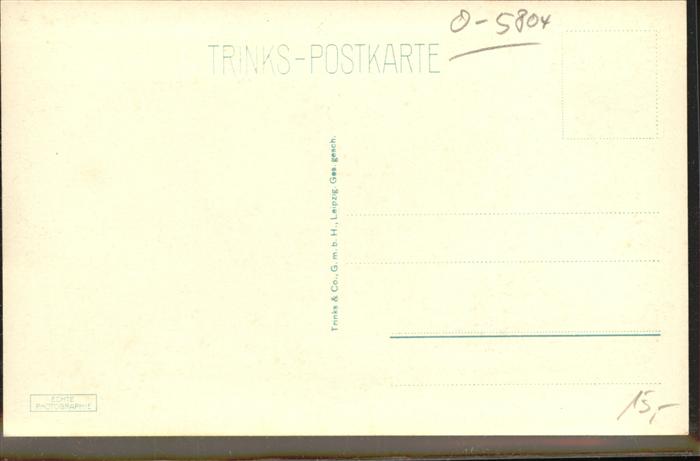 O-5804
TRINKS-POSTKARTE
Trinks & Co., G. m. b. H., Leipzig. Ges. gesch.
ECHTE
PHOTOGRAPHIE
15,-